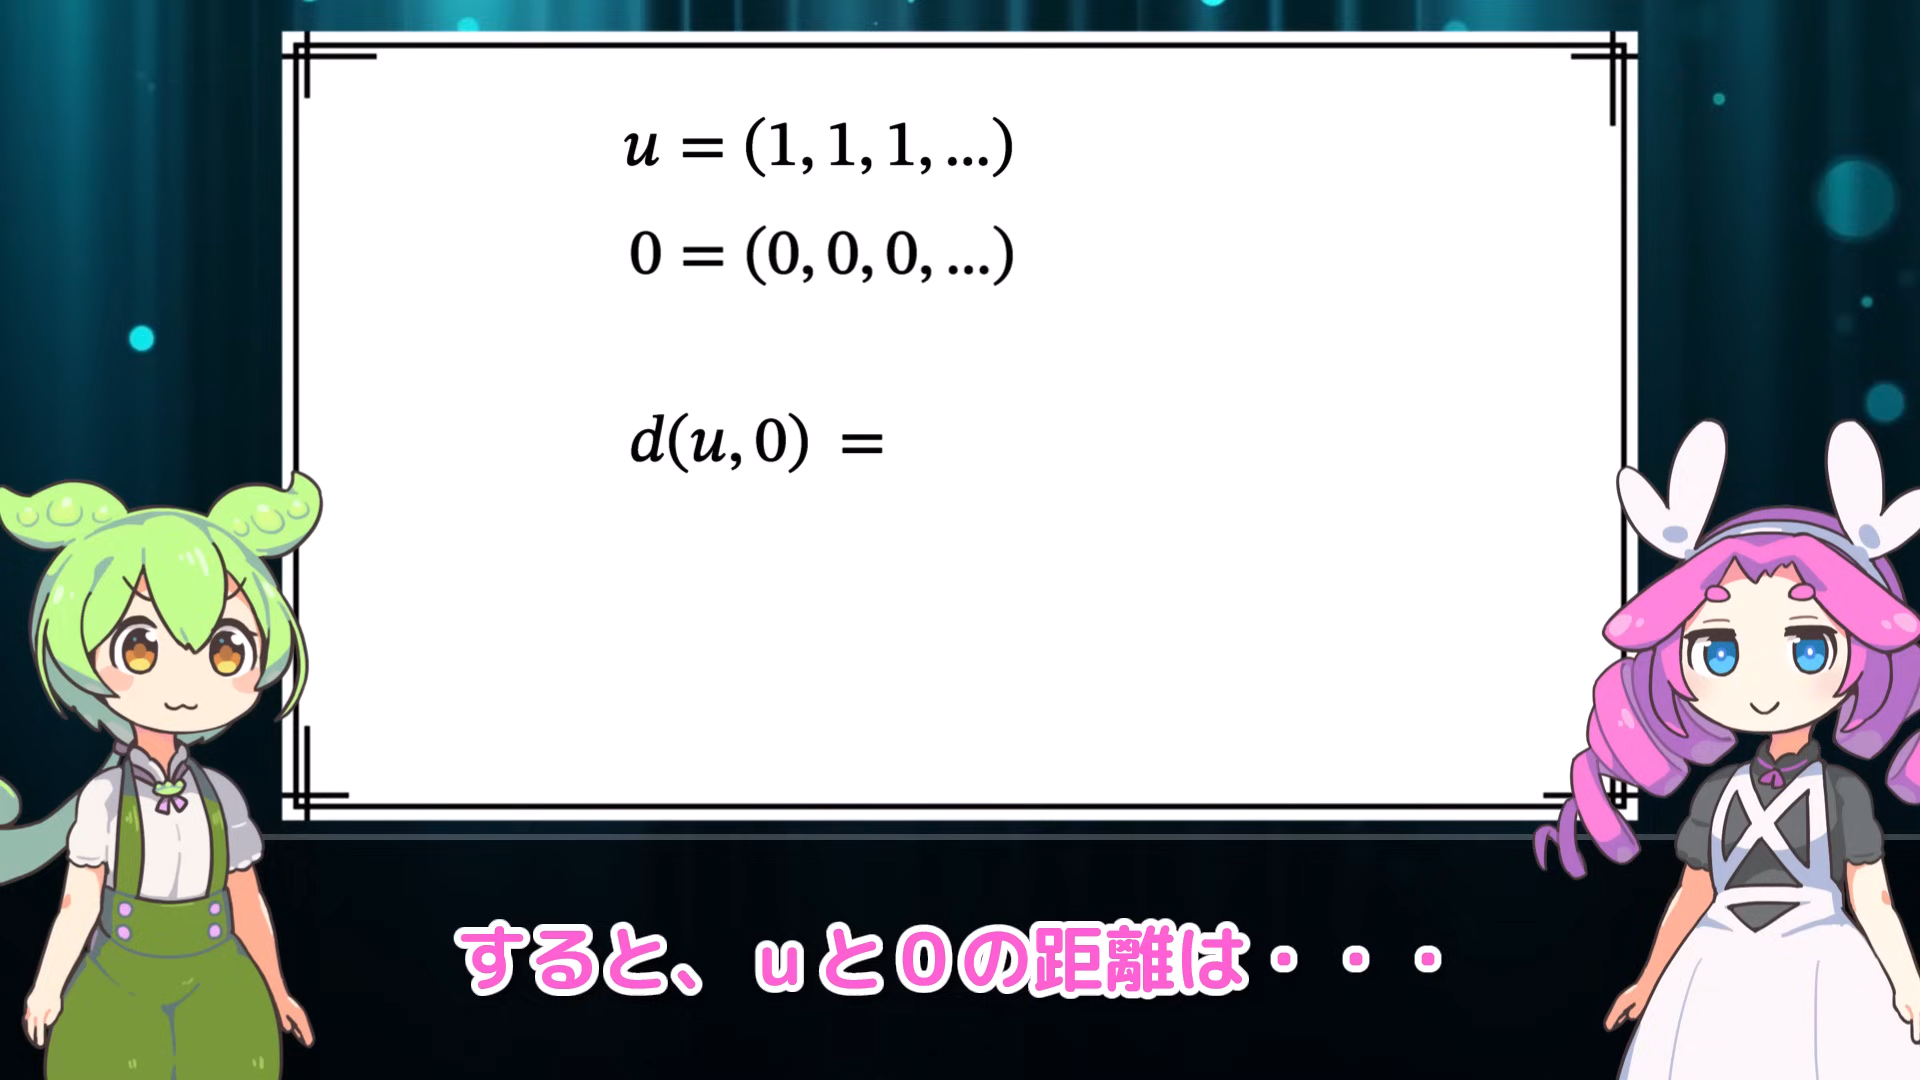 u = (1, 1, 1, ...)
0 = (0, 0, 0, ...)
d(u, 0) =
すると、uと0の距離は・・・